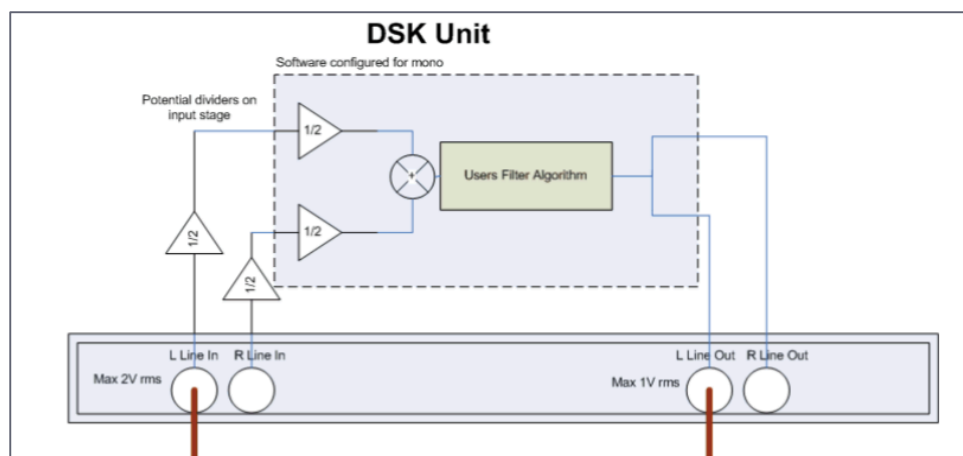 DSK Unit
Software configured for mono
Potential dividers on
input stage
1/2
+
Users Filter Algorithm
1/2
1/2
1/2
L Line In
R Line In
L Line Out
R Line Out
Max 2V rms
Max 1V rms